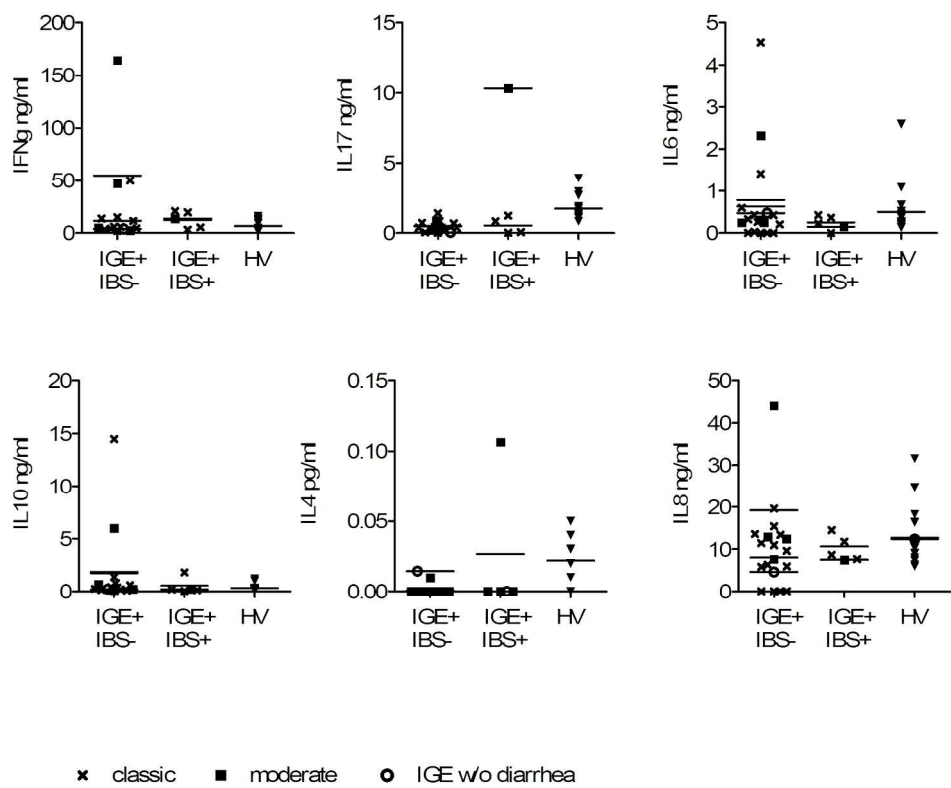 IFNg ng/ml
200
150
100
50
0
IGE+ IGE+ HV
IBS- IBS+
IL17 ng/ml
15
10
5
0
IGE+ IGE+ HV
IBS- IBS+
IL6 ng/ml
5
4
3
2
1
0
IGE+ IGE+ HV
IBS- IBS+
IL10 ng/ml
20
15
10
5
0
IGE+ IGE+ HV
IBS- IBS+
IL4 pg/ml
0.15
0.10
0.05
0.00
IGE+ IGE+ HV
IBS- IBS+
IL8 ng/ml
50
40
30
20
10
0
IGE+ IGE+ HV
IBS- IBS+
classic moderate IGE w/o diarrhea